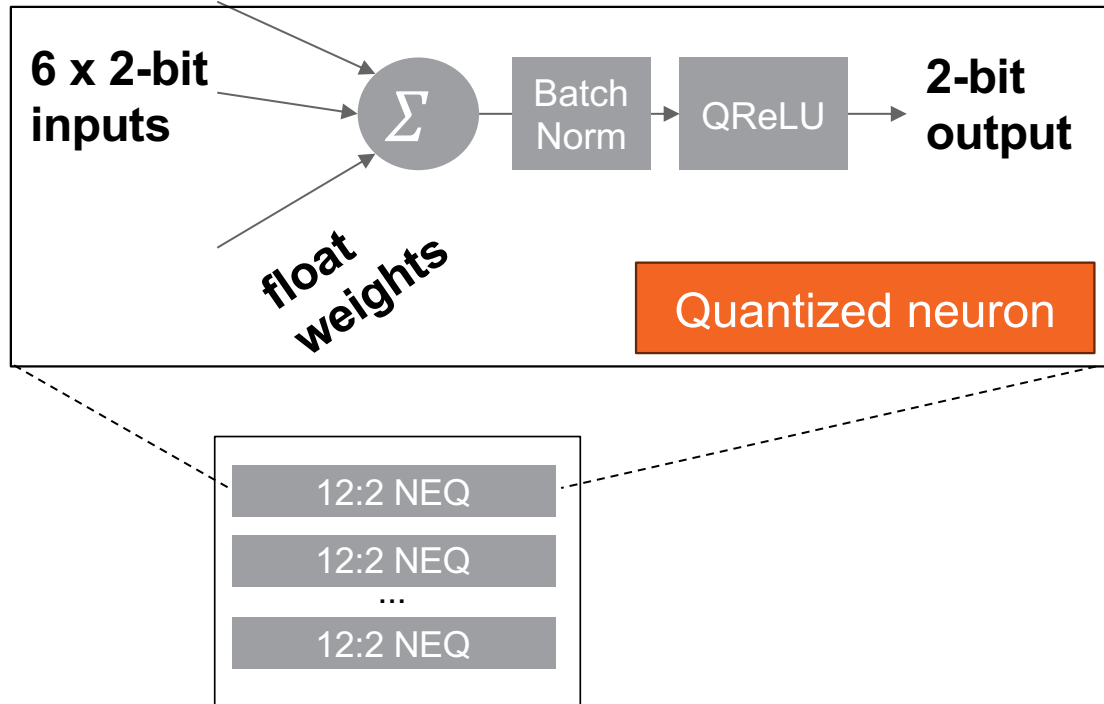 6 x 2-bit
inputs
Σ
Batch
Norm
QReLU
2-bit
output
float
weights
Quantized neuron
12:2 NEQ
12:2 NEQ
...
12:2 NEQ